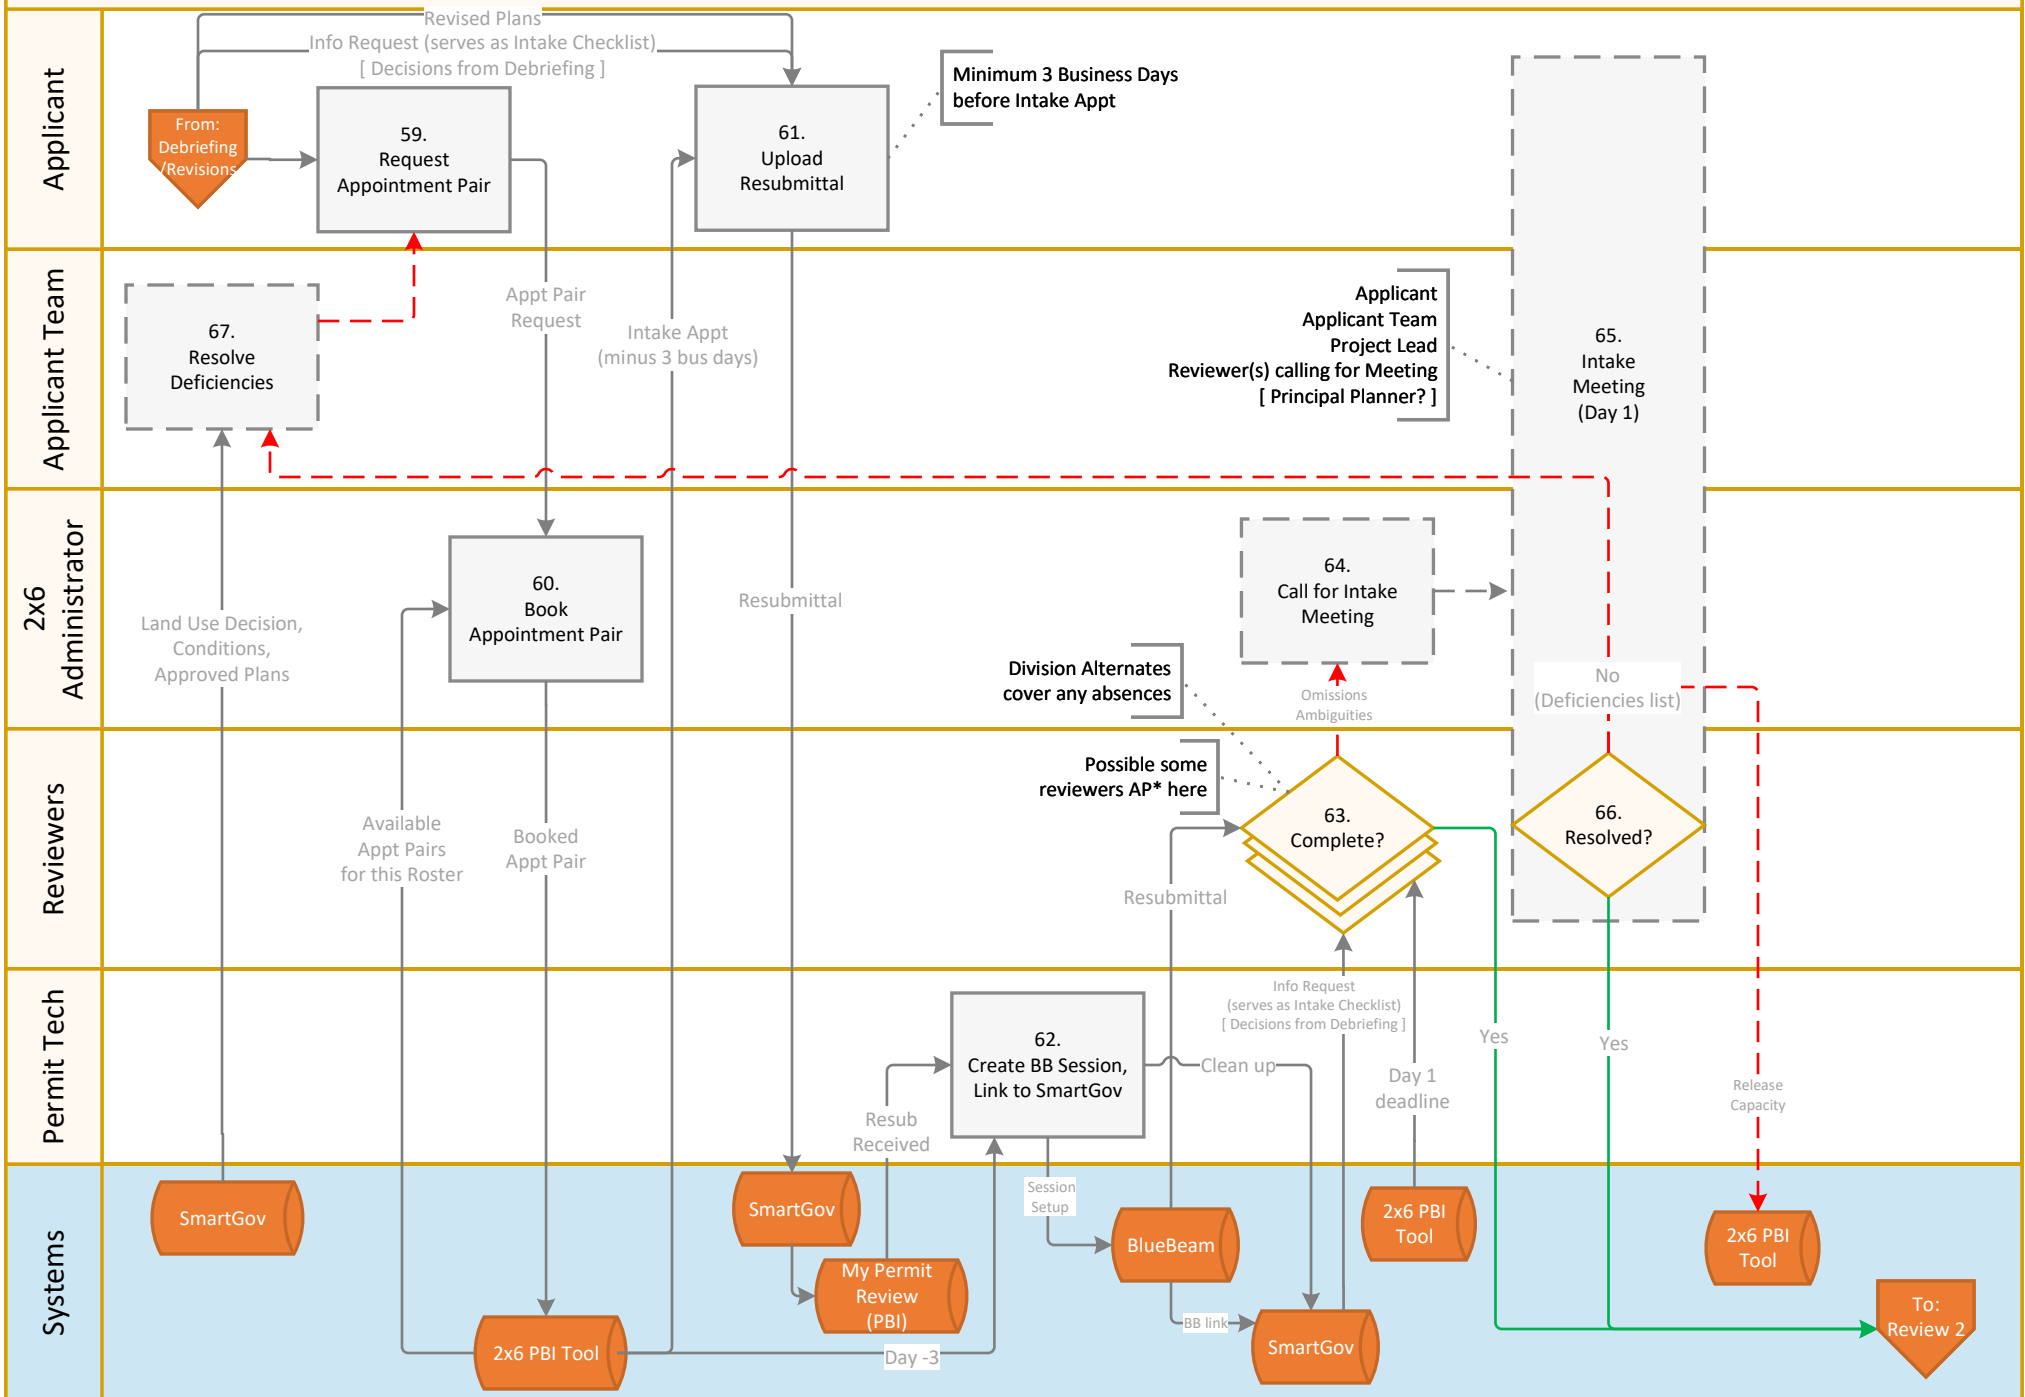 Applicant
Revised Plans
Info Request (serves as Intake Checklist)
[ Decisions from Debriefing ]
From:
Debriefing
/Revisions
59.
Request
Appointment Pair
61.
Upload
Resubmittal
Minimum 3 Business Days
before Intake Appt
Applicant Team
67.
Resolve
Deficiencies
Appt Pair
Request
Intake Appt
(minus 3 bus days)
Applicant
Applicant Team
Project Lead
Reviewer(s) calling for Meeting
[ Principal Planner? ]
65.
Intake
Meeting
(Day 1)
2x6
Administrator
Land Use Decision,
Conditions,
Approved Plans
60.
Book
Appointment Pair
Resubmittal
64.
Call for Intake
Meeting
Division Alternates
cover any absences
Omissions
Ambiguities
No
(Deficiencies list)
Reviewers
Available
Appt Pairs
for this Roster
Booked
Appt Pair
Possible some
reviewers AP* here
63.
Complete?
66.
Resolved?
Resubmittal
Permit Tech
62.
Create BB Session,
Link to SmartGov
Resub
Received
Clean up
Info Request
(serves as Intake Checklist)
[ Decisions from Debriefing ]
Day 1
deadline
Yes
Yes
Release
Capacity
Systems
SmartGov
2x6 PBI Tool
SmartGov
My Permit
Review
(PBI)
Day -3
Session
Setup
BlueBeam
BB link
SmartGov
2x6 PBI
Tool
2x6 PBI
Tool
To:
Review 2